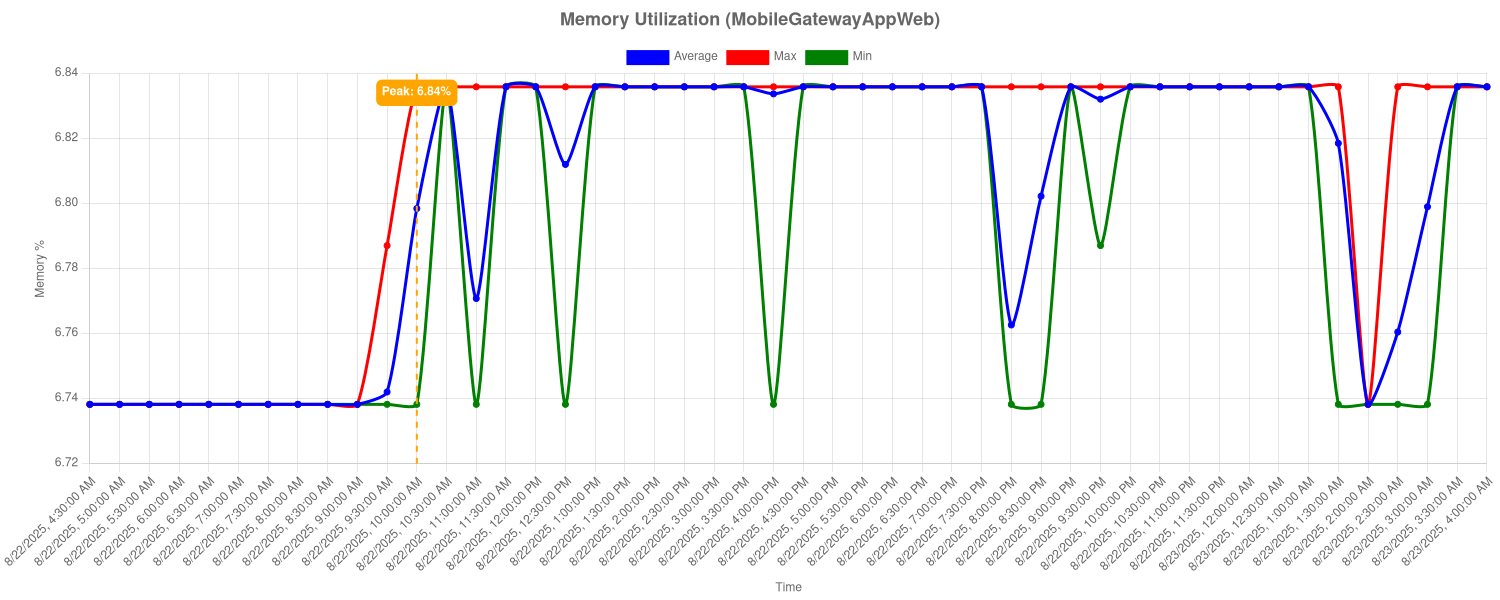 Memory Utilization (MobileGatewayAppWeb)
Average Max Min
Peak: 6.84%
6.84
6.82
6.80
6.78
6.76
6.74
6.72
Memory %
8/22/2025, 4:30:00 AM
8/22/2025, 5:00:00 AM
8/22/2025, 5:30:00 AM
8/22/2025, 6:00:00 AM
8/22/2025, 6:30:00 AM
8/22/2025, 7:00:00 AM
8/22/2025, 7:30:00 AM
8/22/2025, 8:00:00 AM
8/22/2025, 8:30:00 AM
8/22/2025, 9:00:00 AM
8/22/2025, 9:30:00 AM
8/22/2025, 10:00:00 AM
8/22/2025, 10:30:00 AM
8/22/2025, 11:00:00 AM
8/22/2025, 11:30:00 AM
8/22/2025, 12:00:00 PM
8/22/2025, 12:30:00 PM
8/22/2025, 1:00:00 PM
8/22/2025, 1:30:00 PM
8/22/2025, 2:00:00 PM
8/22/2025, 2:30:00 PM
8/22/2025, 3:00:00 PM
8/22/2025, 3:30:00 PM
8/22/2025, 4:00:00 PM
8/22/2025, 4:30:00 PM
8/22/2025, 5:00:00 PM
8/22/2025, 5:30:00 PM
8/22/2025, 6:00:00 PM
8/22/2025, 6:30:00 PM
8/22/2025, 7:00:00 PM
8/22/2025, 7:30:00 PM
8/22/2025, 8:00:00 PM
8/22/2025, 8:30:00 PM
8/22/2025, 9:00:00 PM
8/22/2025, 9:30:00 PM
8/22/2025, 10:00:00 PM
8/22/2025, 10:30:00 PM
8/22/2025, 11:00:00 PM
8/22/2025, 11:30:00 PM
8/23/2025, 12:00:00 AM
8/23/2025, 12:30:00 AM
8/23/2025, 1:00:00 AM
8/23/2025, 1:30:00 AM
8/23/2025, 2:00:00 AM
8/23/2025, 2:30:00 AM
8/23/2025, 3:00:00 AM
8/23/2025, 3:30:00 AM
8/23/2025, 4:00:00 AM
Time